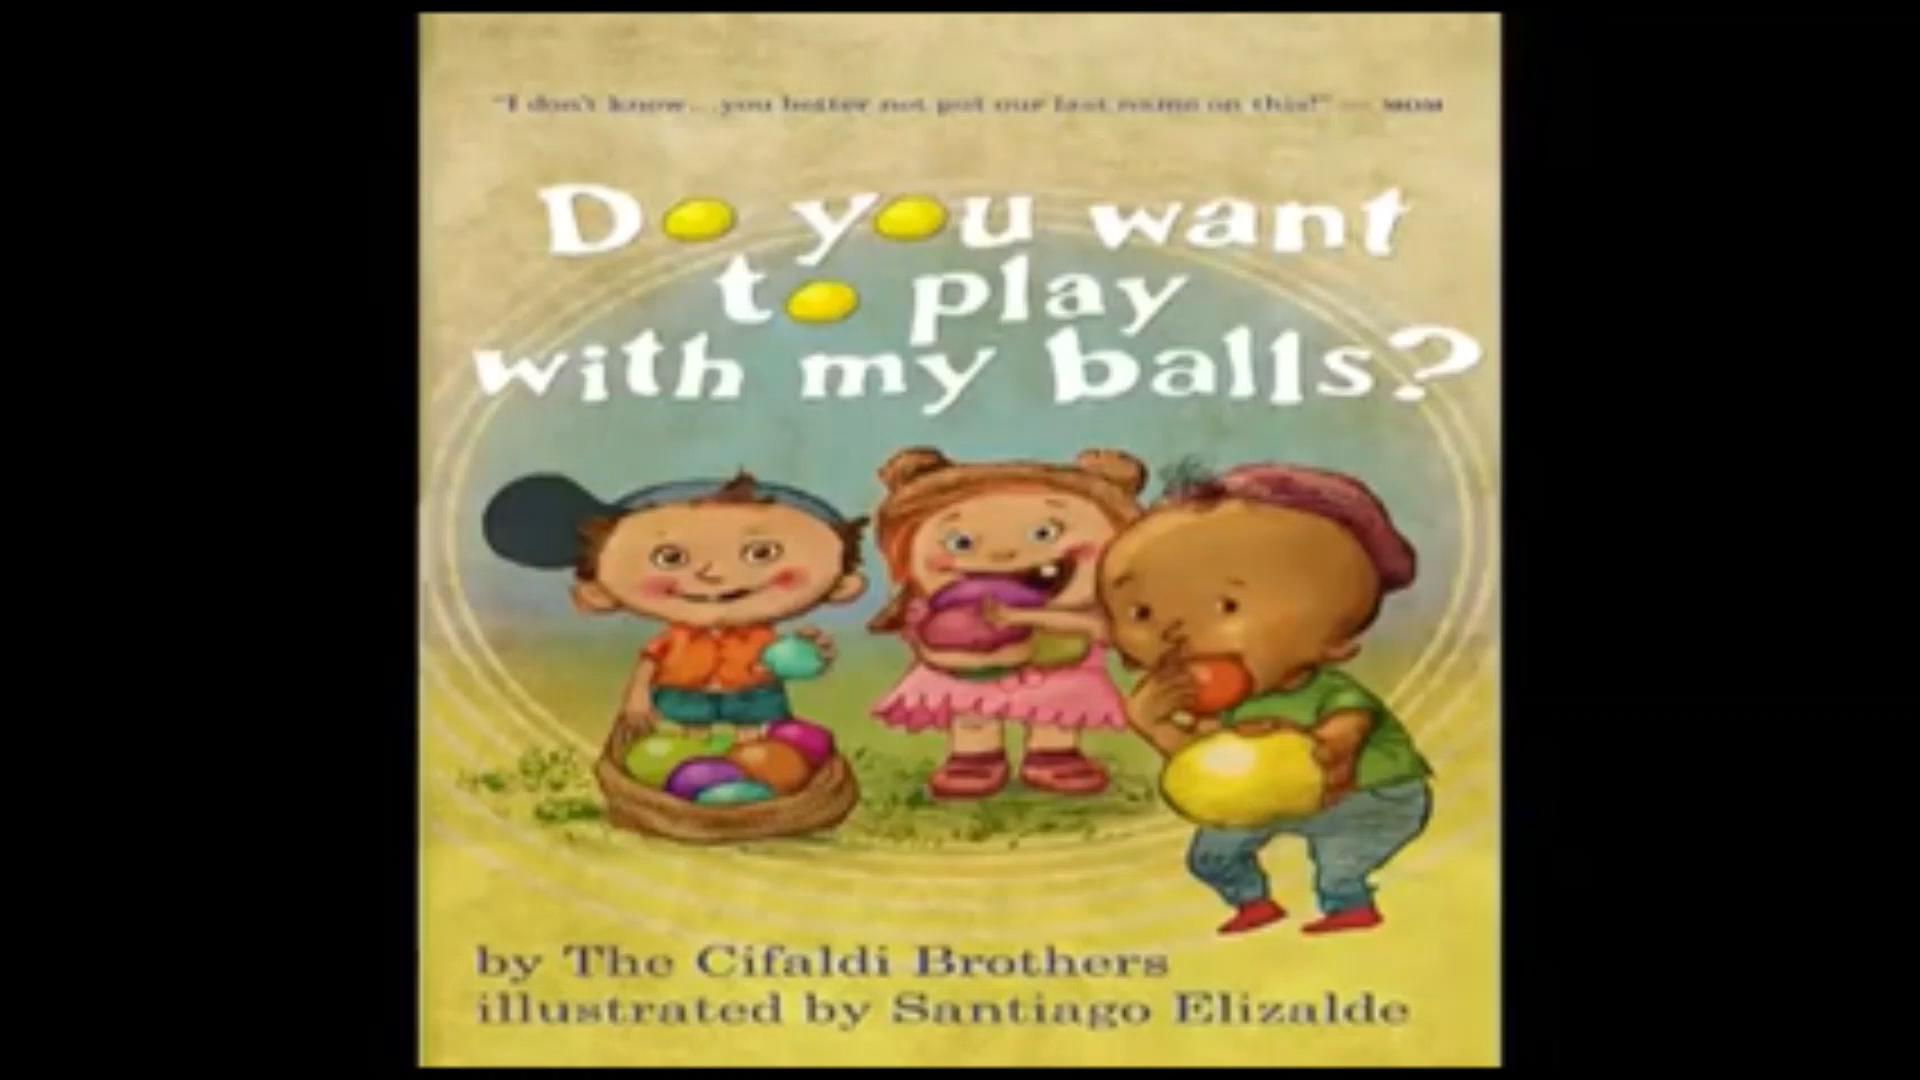 "I don't know...you better not put our last name on this!" — MOM
Do you want
to play
with my balls?
by The Cifaldi Brothers
illustrated by Santiago Elizalde